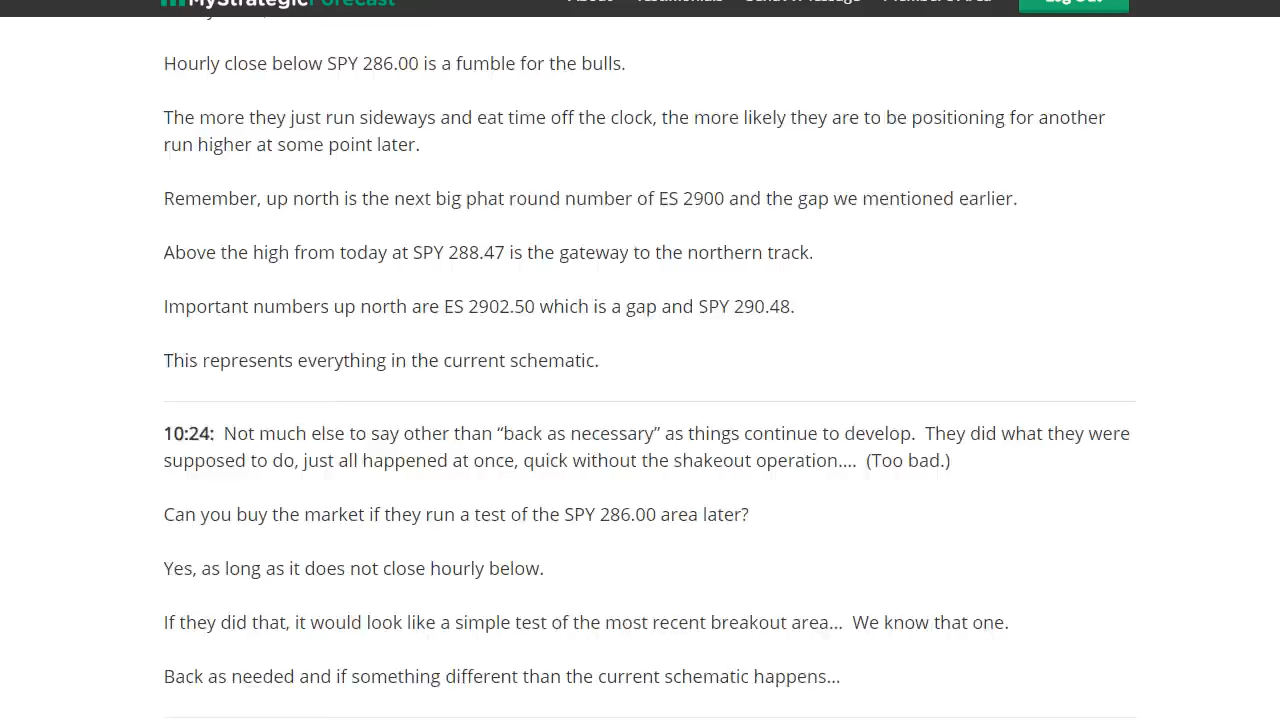 MyStrategicForecast
Hourly close below SPY 286.00 is a fumble for the bulls.
The more they just run sideways and eat time off the clock, the more likely they are to be positioning for another
run higher at some point later.
Remember, up north is the next big phat round number of ES 2900 and the gap we mentioned earlier.
Above the high from today at SPY 288.47 is the gateway to the northern track.
Important numbers up north are ES 2902.50 which is a gap and SPY 290.48.
This represents everything in the current schematic.
10:24:  Not much else to say other than “back as necessary” as things continue to develop.  They did what they were
supposed to do, just all happened at once, quick without the shakeout operation....  (Too bad.)
Can you buy the market if they run a test of the SPY 286.00 area later?
Yes, as long as it does not close hourly below.
If they did that, it would look like a simple test of the most recent breakout area...  We know that one.
Back as needed and if something different than the current schematic happens...